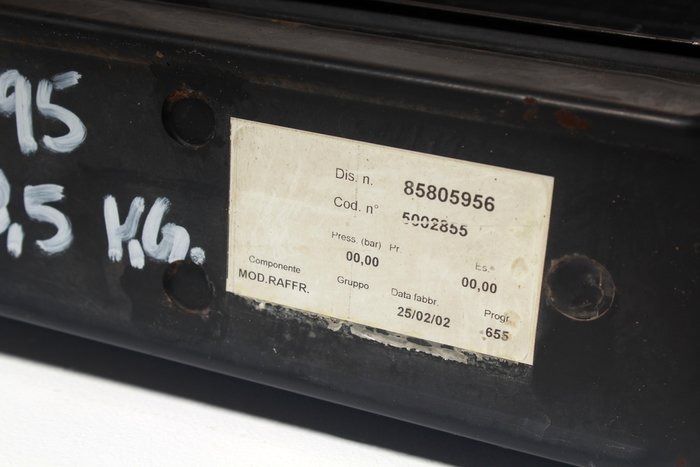 95
,5 KG.
Dis. n. 85805956
Cod. n° 5002855
Press. (bar) Pr. Es.°
00,00 00,00
Componente Gruppo Data fabbr. Progr.
MOD.RAFFR. 25/02/02 655